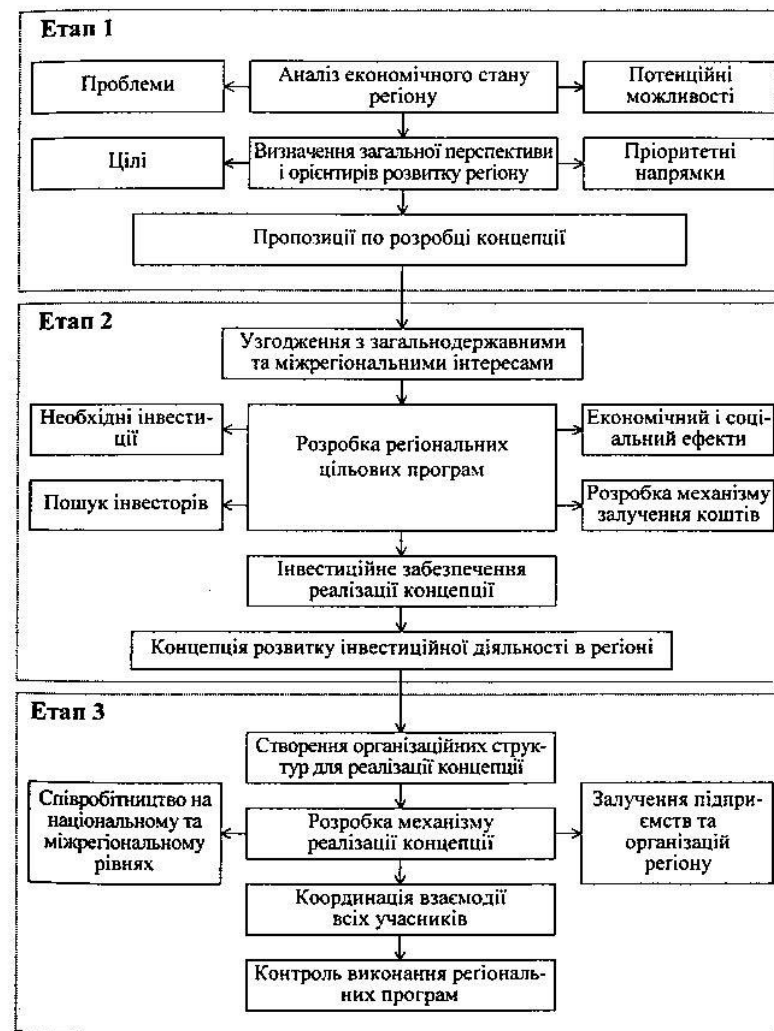 Етап 1
Проблеми
Аналіз економічного стану
регіону
Потенційні
можливості
Цілі
Визначення загальної перспективи
і орієнтирів розвитку регіону
Пріоритетні
напрямки
Пропозиції по розробці концепції
Етап 2
Узгодження з загальнодержавними
та міжрегіональними інтересами
Необхідні інвести-
ції
Розробка регіональних
цільових програм
Економічний і соці-
альний ефекти
Пошук інвесторів
Розробка механізму
залучення коштів
Інвестиційне забезпечення
реалізації концепції
Концепція розвитку інвестиційної діяльності в регіоні
Етап 3
Створення організаційних струк-
тур для реалізації концепції
Співробітництво на
національному та
міжрегіональному
рівнях
Розробка механізму
реалізації концепції
Залучення підпри-
ємств та
організацій
регіону
Координація взаємодії
всіх учасників
Контроль виконання регіональ-
них програм